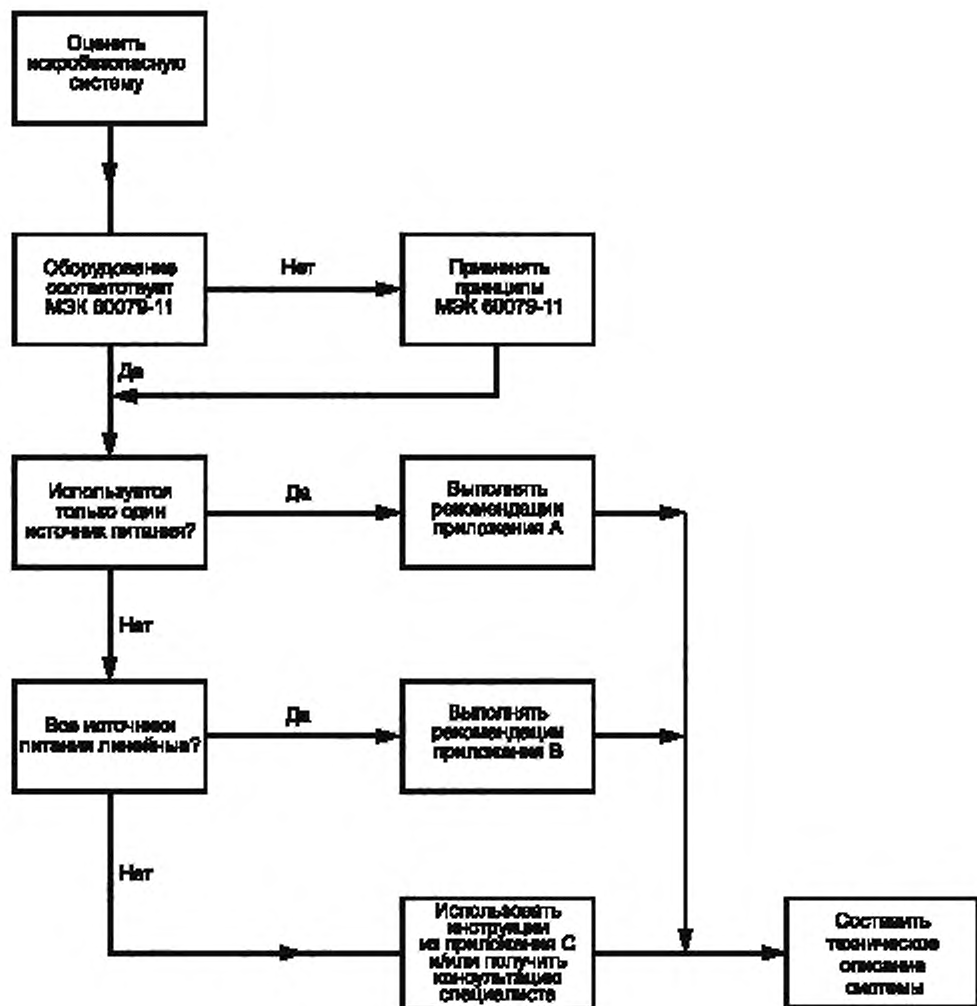 Оценить
искробезопасную
систему
Оборудование
соответствует
МЭК 60079-11
Нет
Применять
принципы
МЭК 60079-11
Да
Используется
только один
источник питания?
Да
Выполнять
рекомендации
приложения А
Нет
Все источники
питания линейные?
Да
Выполнять
рекомендации
приложения В
Нет
Использовать
инструкции
из приложения С
и/или получить
консультацию
специалиста
Составить
техническое
описание
системы